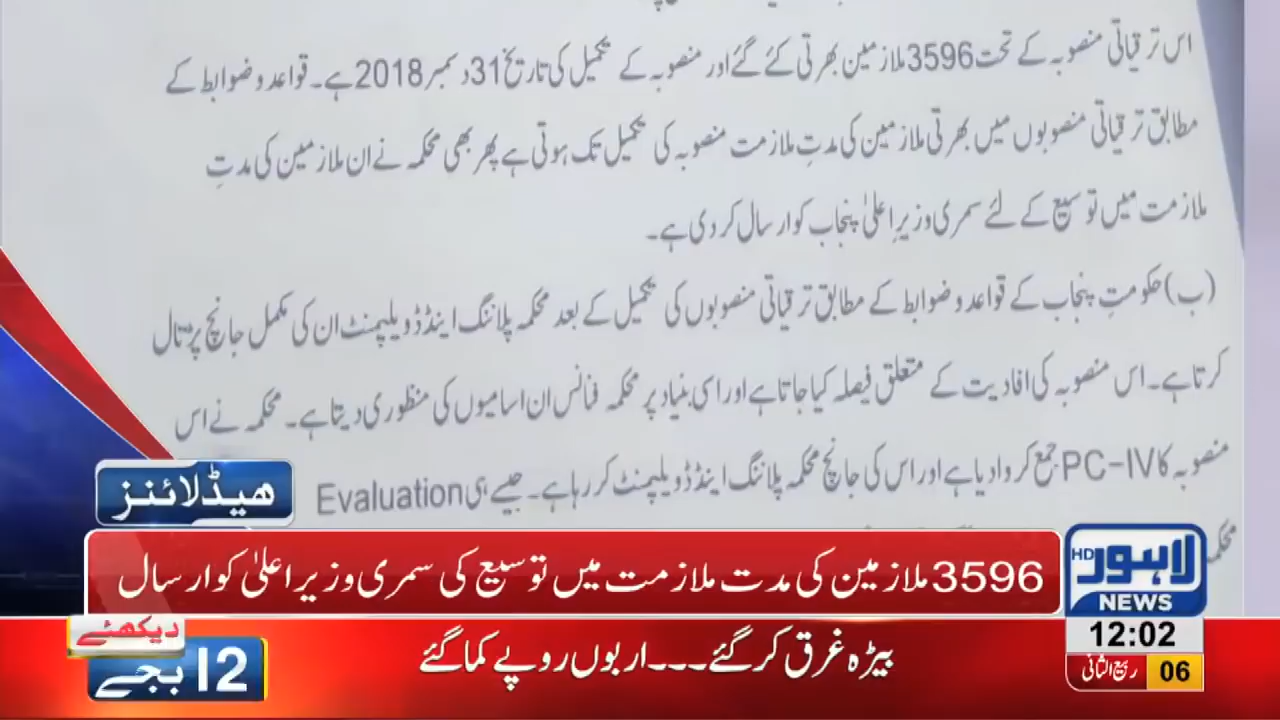 اس ترقیاتی منصوبہ کے تحت 3596 ملازمین بھرتی کئے گئے اور منصوبہ کے تکمیل کی تاریخ 31 دسمبر 2018 ہے۔ قواعد و ضوابط کے
مطابق ترقیاتی منصوبوں میں بھرتی ملازمین کی مدتِ ملازمت منصوبہ کی تکمیل تک ہوتی ہے پھر بھی محکمہ نے ان ملازمین کی مدتِ
ملازمت میں توسیع کے لئے سمری وزیرِ اعلیٰ پنجاب کو ارسال کر دی ہے۔
(ب) حکومتِ پنجاب کے قواعد و ضوابط کے مطابق ترقیاتی منصوبوں کی تکمیل کے بعد محکمہ پلاننگ اینڈ ڈویلپمنٹ ان کی مکمل جانچ پڑتال
کرتا ہے۔ اس منصوبہ کی افادیت کے متعلق فیصلہ کیا جاتا ہے اور اسی بنیاد پر محکمہ فنانس ان اسامیوں کی منظوری دیتا ہے۔ محکمہ نے اس
منصوبہ کا PC-IV جمع کروا دیا ہے اور اس کی جانچ محکمہ پلاننگ اینڈ ڈویلپمنٹ کر رہا ہے۔ جیسے ہی Evaluation
ھیڈلائنز
3596 ملازمین کی مدت ملازمت میں توسیع کی سمری وزیر اعلیٰ کو ارسال
لاہور HD
NEWS
12:02
06 ربیع الثانی
دیکھئے
12 بجے
بیڑہ غرق کر گئے۔۔۔اربوں روپے کما گئے